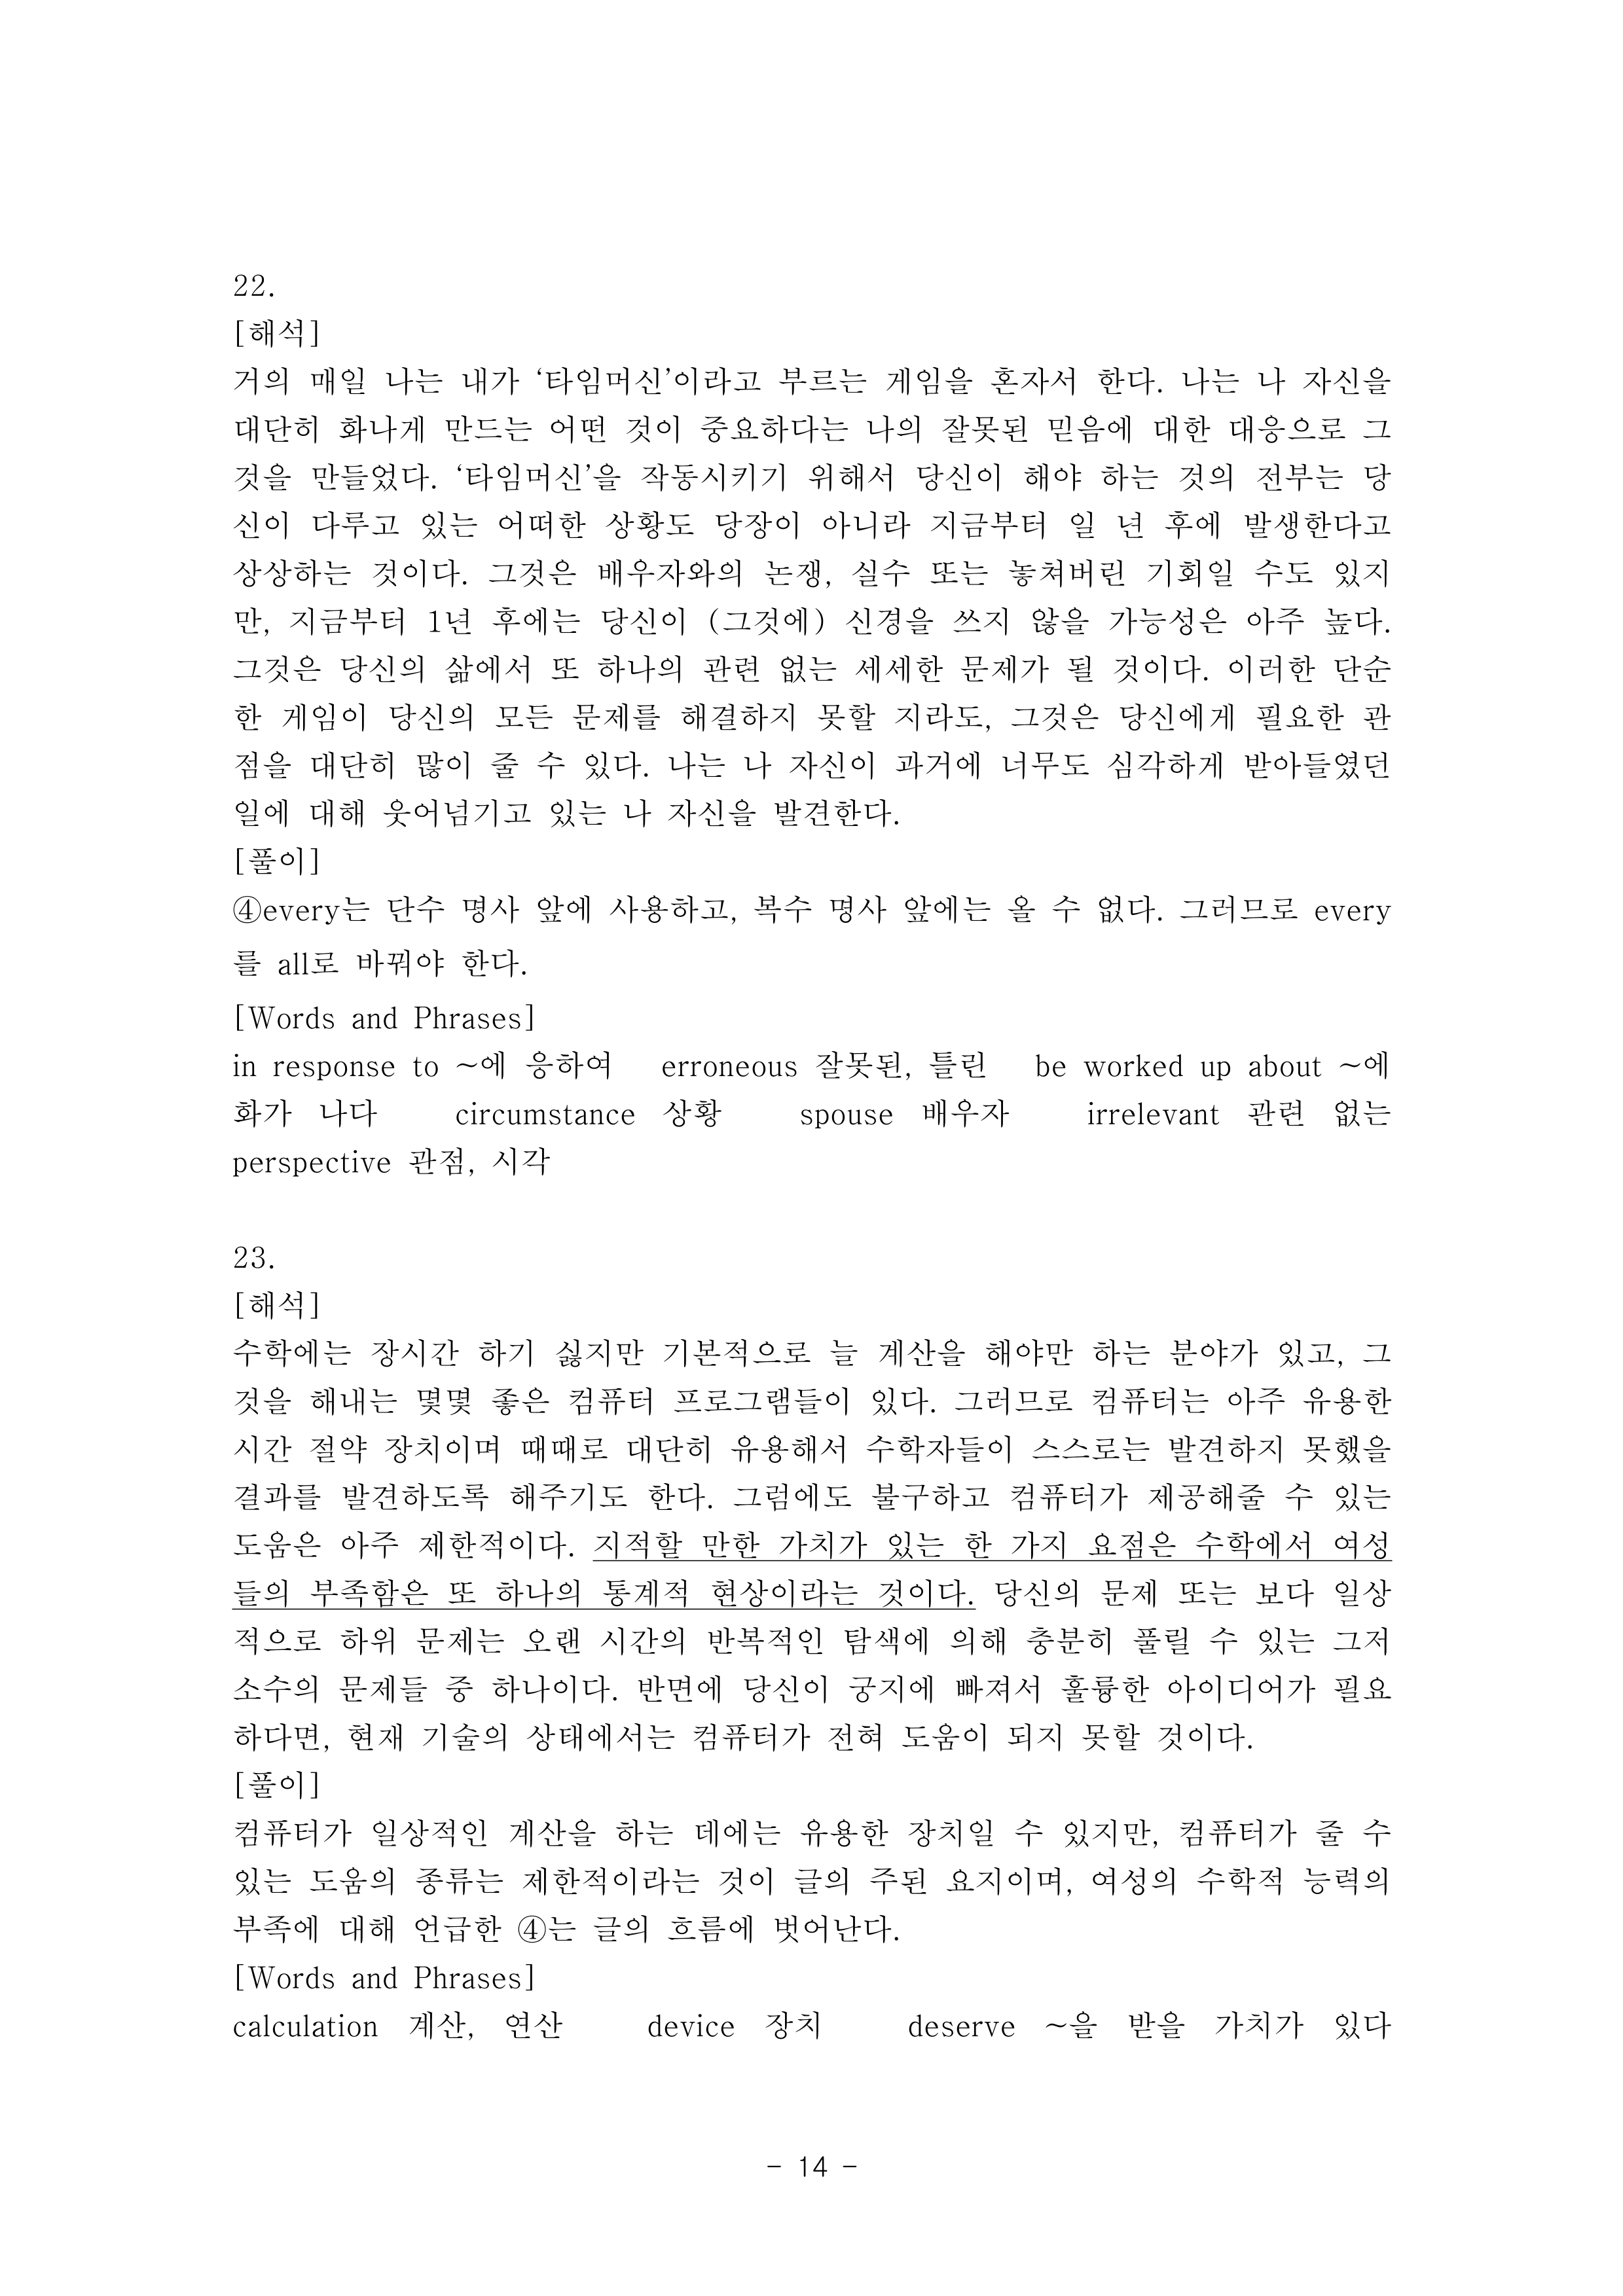 22.
[해석]
거의 매일 나는 내가 ‘타임머신’이라고 부르는 게임을 혼자서 한다. 나는 나 자신을
대단히 화나게 만드는 어떤 것이 중요하다는 나의 잘못된 믿음에 대한 대응으로 그
것을 만들었다. ‘타임머신’을 작동시키기 위해서 당신이 해야 하는 것의 전부는 당
신이 다루고 있는 어떠한 상황도 당장이 아니라 지금부터 일 년 후에 발생한다고
상상하는 것이다. 그것은 배우자와의 논쟁, 실수 또는 놓쳐버린 기회일 수도 있지
만, 지금부터 1년 후에는 당신이 (그것에) 신경을 쓰지 않을 가능성은 아주 높다.
그것은 당신의 삶에서 또 하나의 관련 없는 세세한 문제가 될 것이다. 이러한 단순
한 게임이 당신의 모든 문제를 해결하지 못할 지라도, 그것은 당신에게 필요한 관
점을 대단히 많이 줄 수 있다. 나는 나 자신이 과거에 너무도 심각하게 받아들였던
일에 대해 웃어넘기고 있는 나 자신을 발견한다.
[풀이]
④every는 단수 명사 앞에 사용하고, 복수 명사 앞에는 올 수 없다. 그러므로 every
를 all로 바꿔야 한다.
[Words and Phrases]
in response to ~에 응하여 erroneous 잘못된, 틀린 be worked up about ~에
화가 나다 circumstance 상황 spouse 배우자 irrelevant 관련 없는
perspective 관점, 시각
23.
[해석]
수학에는 장시간 하기 싫지만 기본적으로 늘 계산을 해야만 하는 분야가 있고, 그
것을 해내는 몇몇 좋은 컴퓨터 프로그램들이 있다. 그러므로 컴퓨터는 아주 유용한
시간 절약 장치이며 때때로 대단히 유용해서 수학자들이 스스로는 발견하지 못했을
결과를 발견하도록 해주기도 한다. 그럼에도 불구하고 컴퓨터가 제공해줄 수 있는
도움은 아주 제한적이다. 지적할 만한 가치가 있는 한 가지 요점은 수학에서 여성
들의 부족함은 또 하나의 통계적 현상이라는 것이다. 당신의 문제 또는 보다 일상
적으로 하위 문제는 오랜 시간의 반복적인 탐색에 의해 충분히 풀릴 수 있는 그저
소수의 문제들 중 하나이다. 반면에 당신이 궁지에 빠져서 훌륭한 아이디어가 필요
하다면, 현재 기술의 상태에서는 컴퓨터가 전혀 도움이 되지 못할 것이다.
[풀이]
컴퓨터가 일상적인 계산을 하는 데에는 유용한 장치일 수 있지만, 컴퓨터가 줄 수
있는 도움의 종류는 제한적이라는 것이 글의 주된 요지이며, 여성의 수학적 능력의
부족에 대해 언급한 ④는 글의 흐름에 벗어난다.
[Words and Phrases]
calculation 계산, 연산 device 장치 deserve ~을 받을 가치가 있다
- 14 -